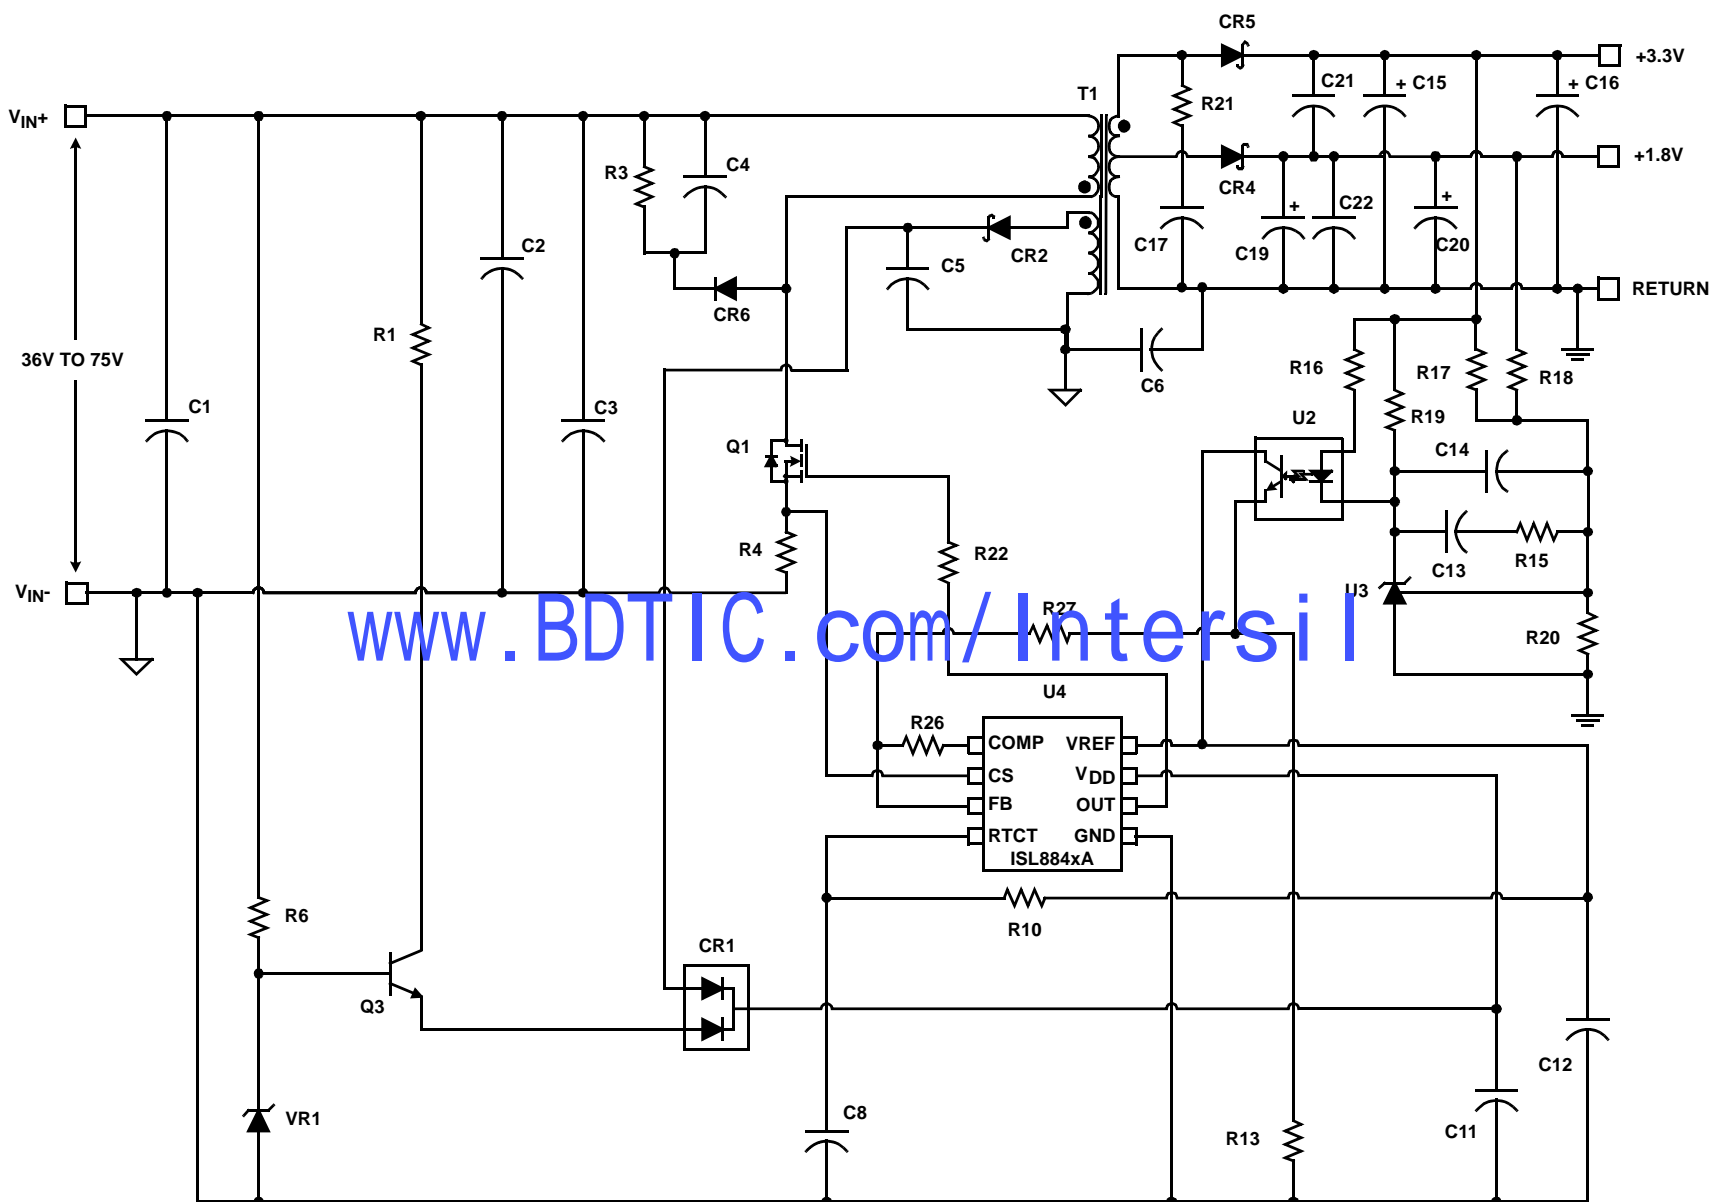 CR5
+3.3V
C21
+ C15
+ C16
T1
R21
VIN+
+1.8V
R3
C4
CR4
+
C22
+
C17
C19
C20
C2
C5
CR2
RETURN
CR6
R1
36V TO 75V
R16
R17
R18
C6
C1
C3
R19
U2
Q1
C14
R4
R22
C13
R15
VIN-
U3
R27
www.BDTIC.com/Intersil
R20
U4
R26
COMP
VREF
CS
VDD
FB
OUT
RTCT
GND
ISL884xA
R6
R10
CR1
Q3
C12
VR1
C8
R13
C11